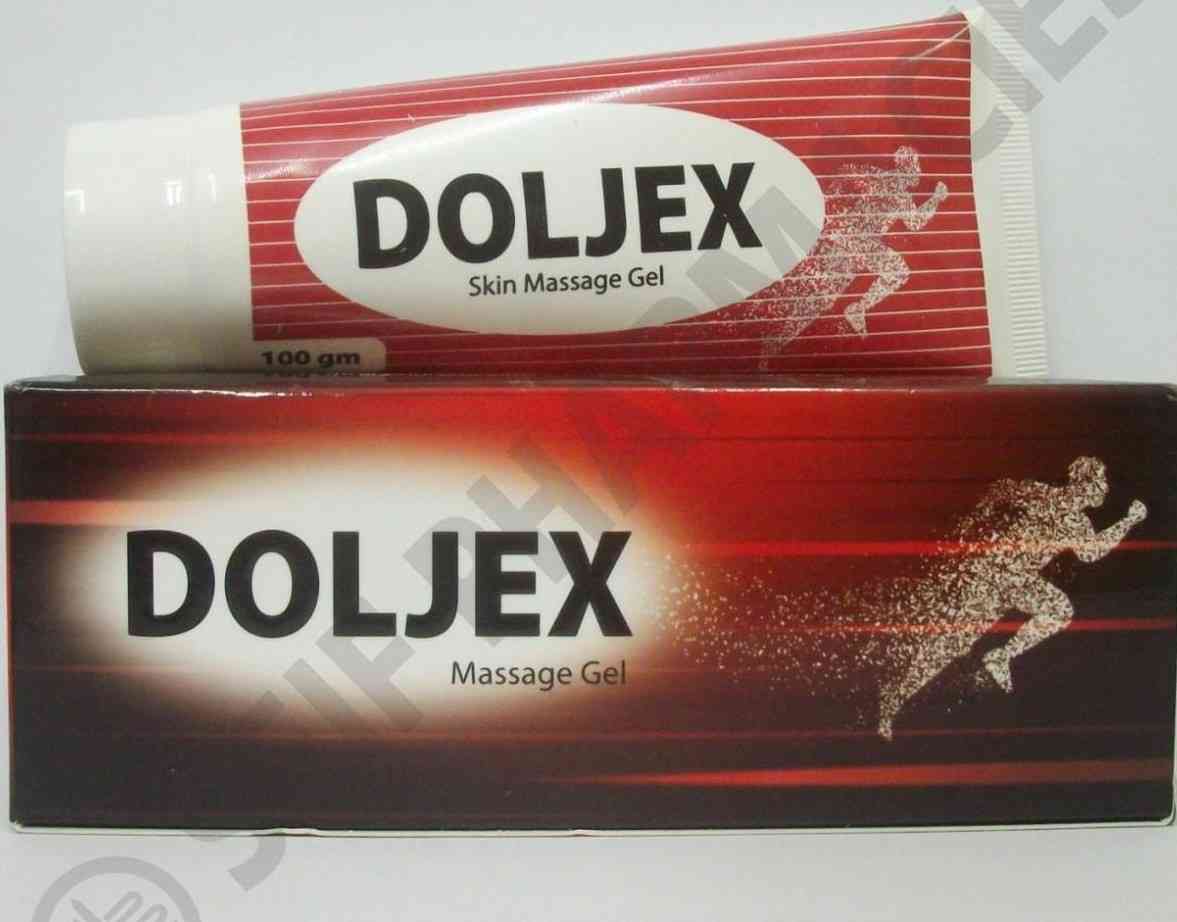 DOLJEX
Skin Massage Gel
100 gm
DOLJEX
Massage Gel